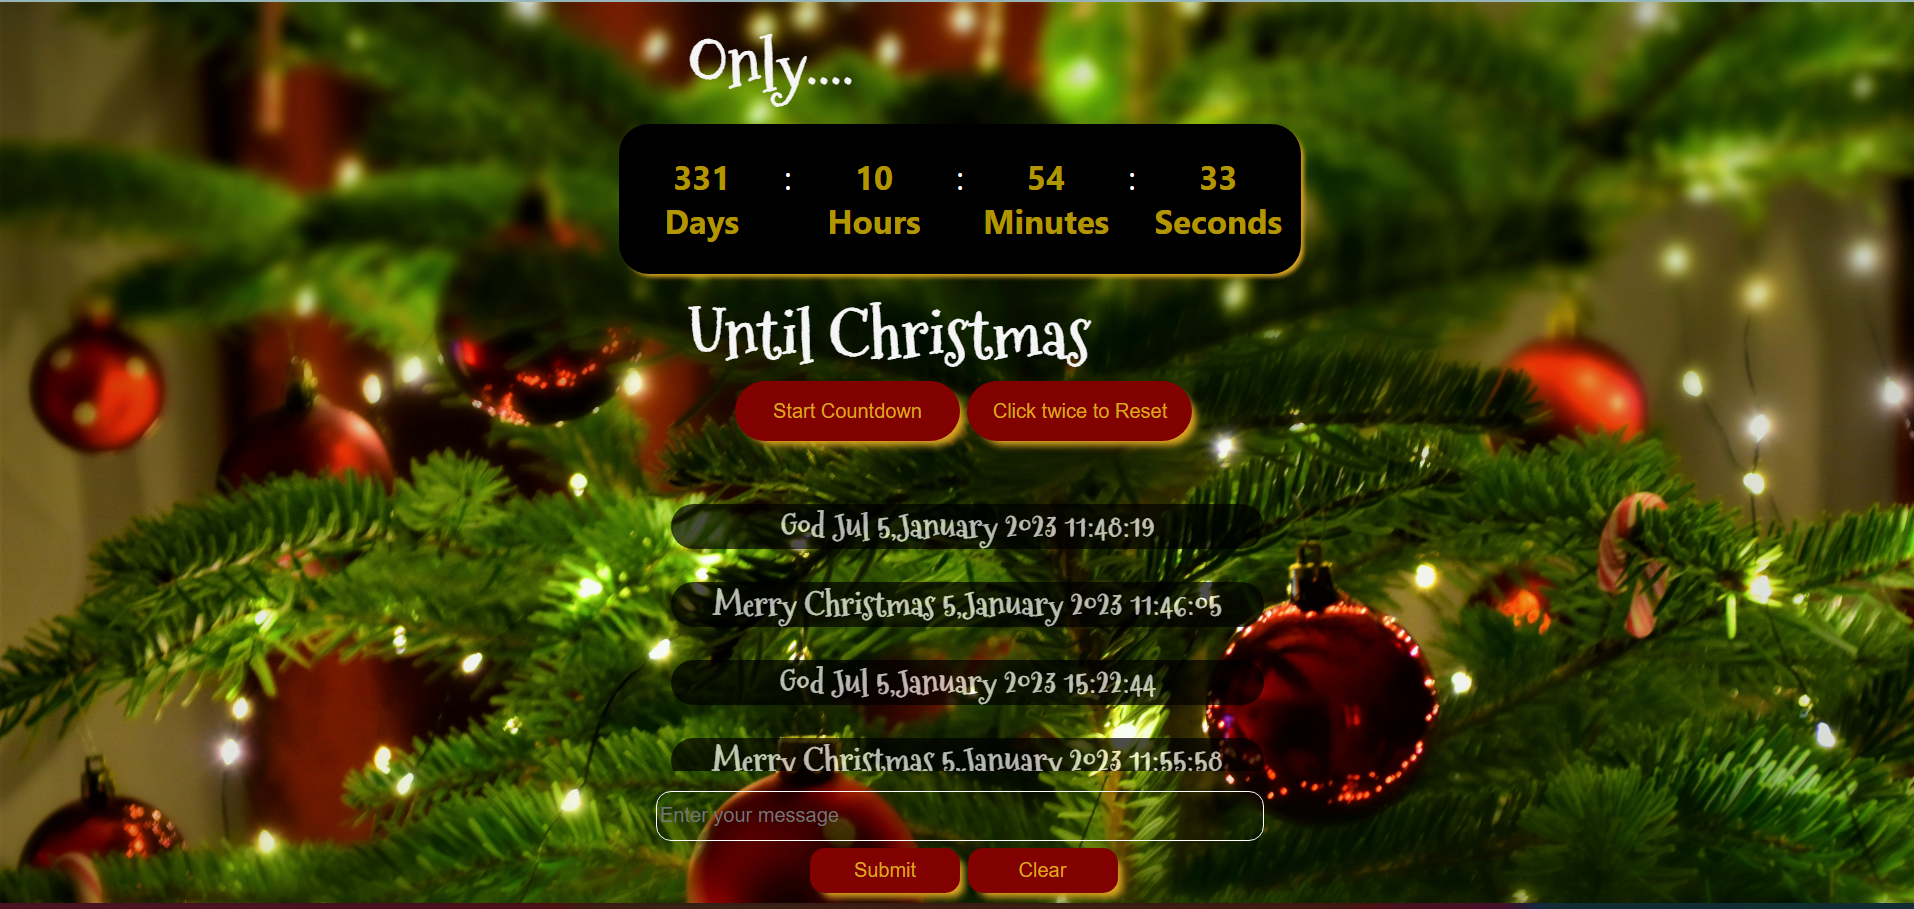 Only....
331 : 10 : 54 : 33
Days Hours Minutes Seconds
Until Christmas
Start Countdown Click twice to Reset
God Jul 5,January 2023 11:48:19
Merry Christmas 5,January 2023 11:46:05
God Jul 5,January 2023 15:22:44
Merry Christmas 5,January 2023 11:55:58
Enter your message
Submit Clear